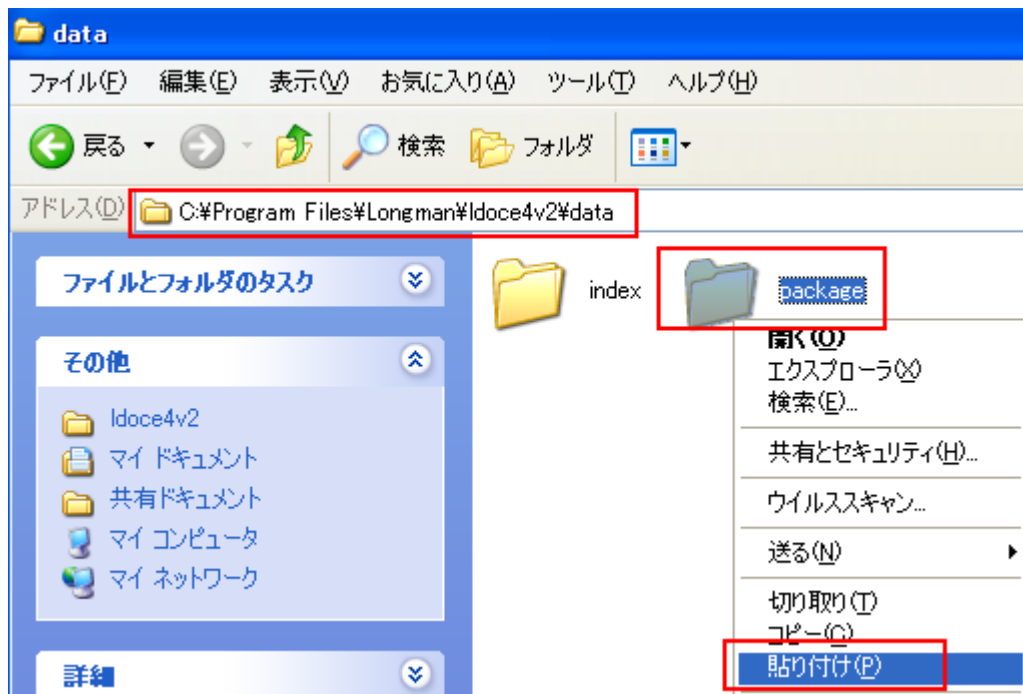 data
ファイル(F) 編集(E) 表示(V) お気に入り(A) ツール(T) ヘルプ(H)
戻る 検索 フォルダ
アドレス(D) C:¥Program Files¥Longman¥ldoce4v2¥data
ファイルとフォルダのタスク
その他
ldoce4v2
マイ ドキュメント
共有ドキュメント
マイ コンピュータ
マイ ネットワーク
詳細
index
package
開く(O)
エクスプローラ(X)
検索(E)...
共有とセキュリティ(H)...
ウイルススキャン...
送る(N)
切り取り(T)
コピー(C)
貼り付け(P)